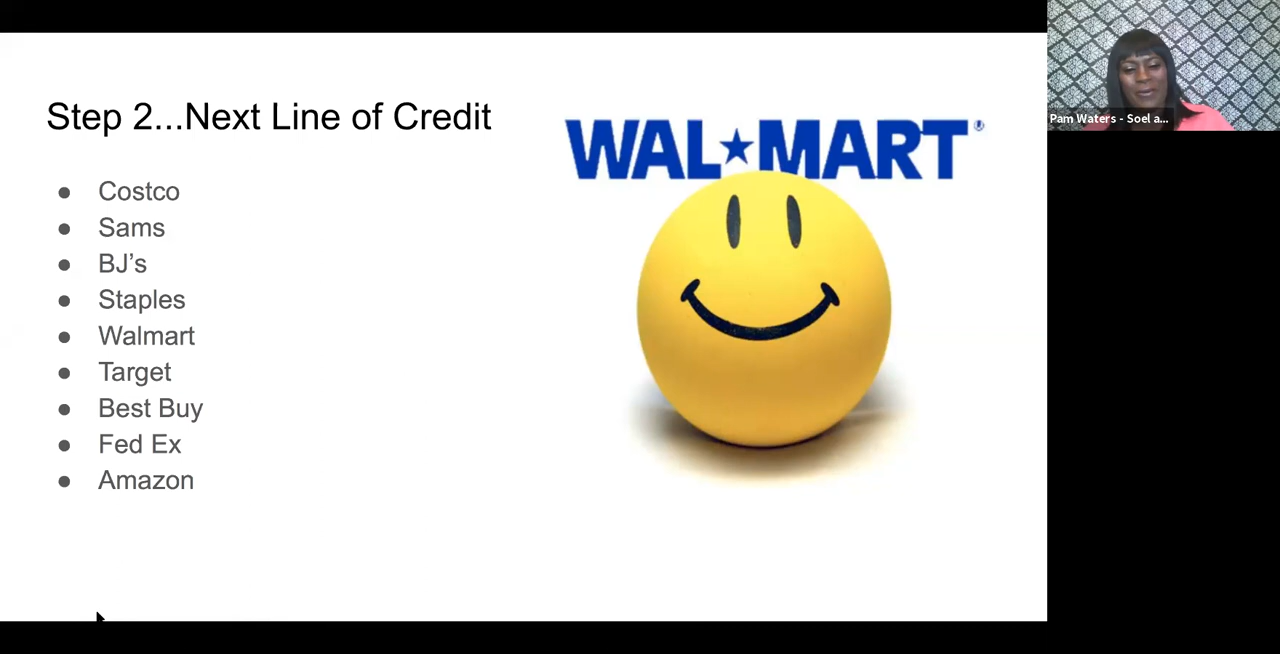 Step 2...Next Line of Credit
WAL★MART®
● Costco
● Sams
● BJ’s
● Staples
● Walmart
● Target
● Best Buy
● Fed Ex
● Amazon
Pam Waters - Soel a...